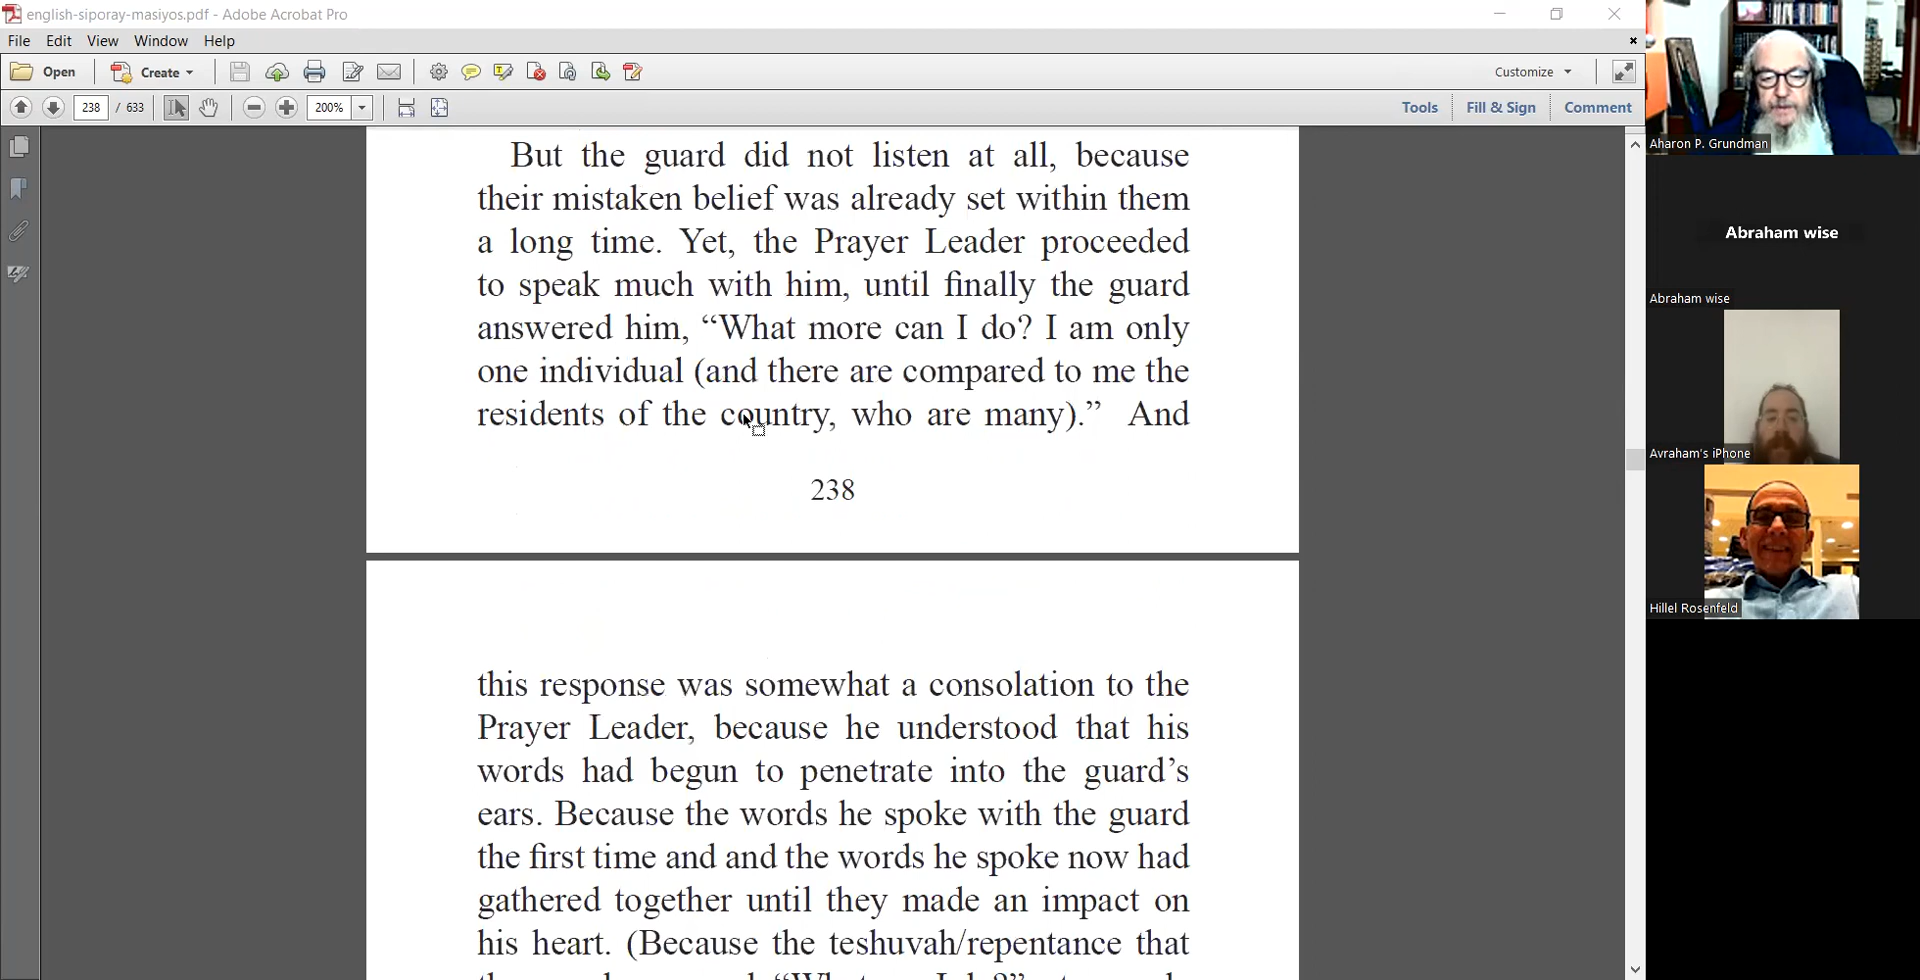 english-siporay-masiyos.pdf - Adobe Acrobat Pro
File Edit View Window Help
Open Create Customize
238 / 633 200% Tools Fill & Sign Comment
But the guard did not listen at all, because
their mistaken belief was already set within them
a long time. Yet, the Prayer Leader proceeded
to speak much with him, until finally the guard
answered him, “What more can I do? I am only
one individual (and there are compared to me the
residents of the country, who are many).” And
238
this response was somewhat a consolation to the
Prayer Leader, because he understood that his
words had begun to penetrate into the guard’s
ears. Because the words he spoke with the guard
the first time and and the words he spoke now had
gathered together until they made an impact on
his heart. (Because the teshuvah/repentance that
Aharon P. Grundman
Abraham wise
Abraham wise
Avraham's iPhone
Hillel Rosenfeld